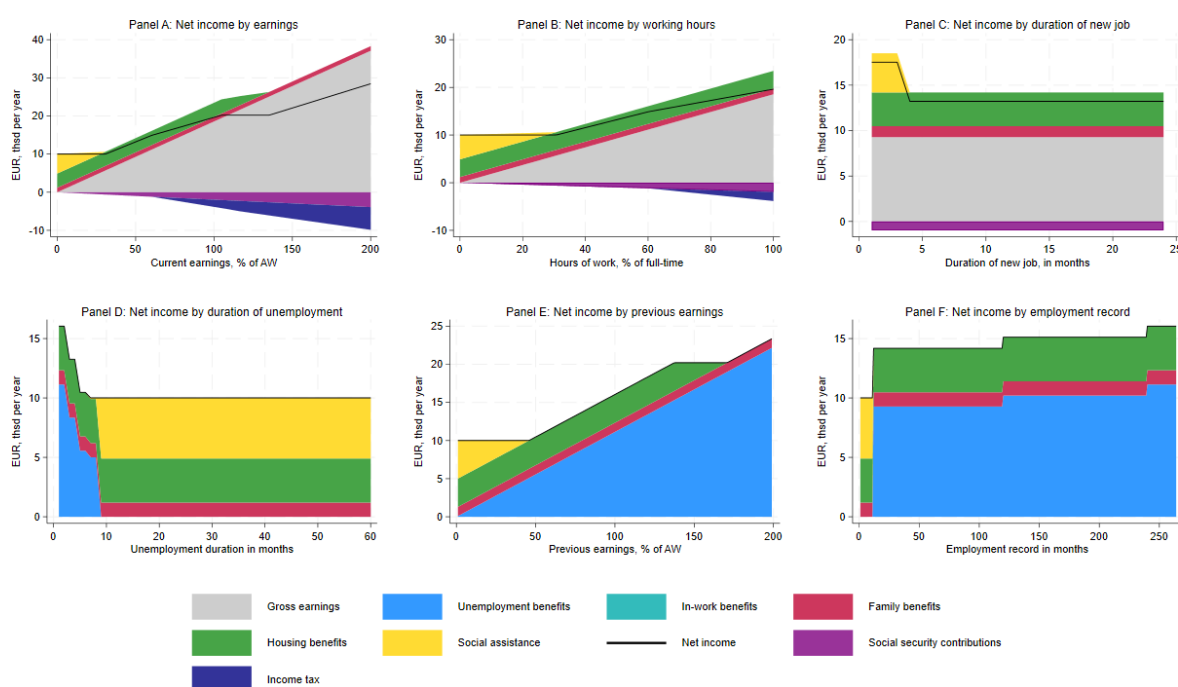 Panel A: Net income by earnings
EUR, thsd per year
40
30
20
10
0
-10
0 50 100 150 200
Current earnings, % of AW
Panel B: Net income by working hours
EUR, thsd per year
30
20
10
0
-10
0 20 40 60 80 100
Hours of work, % of full-time
Panel C: Net income by duration of new job
EUR, thsd per year
20
15
10
5
0
0 5 10 15 20 25
Duration of new job, in months
Panel D: Net income by duration of unemployment
EUR, thsd per year
15
10
5
0
0 10 20 30 40 50 60
Unemployment duration in months
Panel E: Net income by previous earnings
EUR, thsd per year
25
20
15
10
5
0
0 50 100 150 200
Previous earnings, % of AW
Panel F: Net income by employment record
EUR, thsd per year
15
10
5
0
0 50 100 150 200 250
Employment record in months
Gross earnings Unemployment benefits In-work benefits Family benefits
Housing benefits Social assistance Net income Social security contributions
Income tax